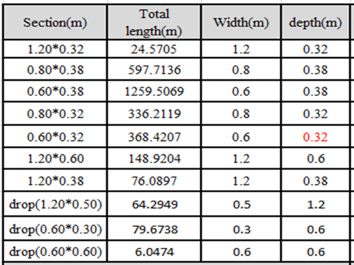 Section(m) Total length(m) Width(m) depth(m)
1.20*0.32 24.5705 1.2 0.32
0.80*0.38 597.7136 0.8 0.38
0.60*0.38 1259.5069 0.6 0.38
0.80*0.32 336.2119 0.8 0.32
0.60*0.32 368.4207 0.6 0.32
1.20*0.60 148.9204 1.2 0.6
1.20*0.38 76.0897 1.2 0.38
drop(1.20*0.50) 64.2949 0.5 1.2
drop(0.60*0.30) 79.6738 0.3 0.6
drop(0.60*0.60) 6.0474 0.6 0.6